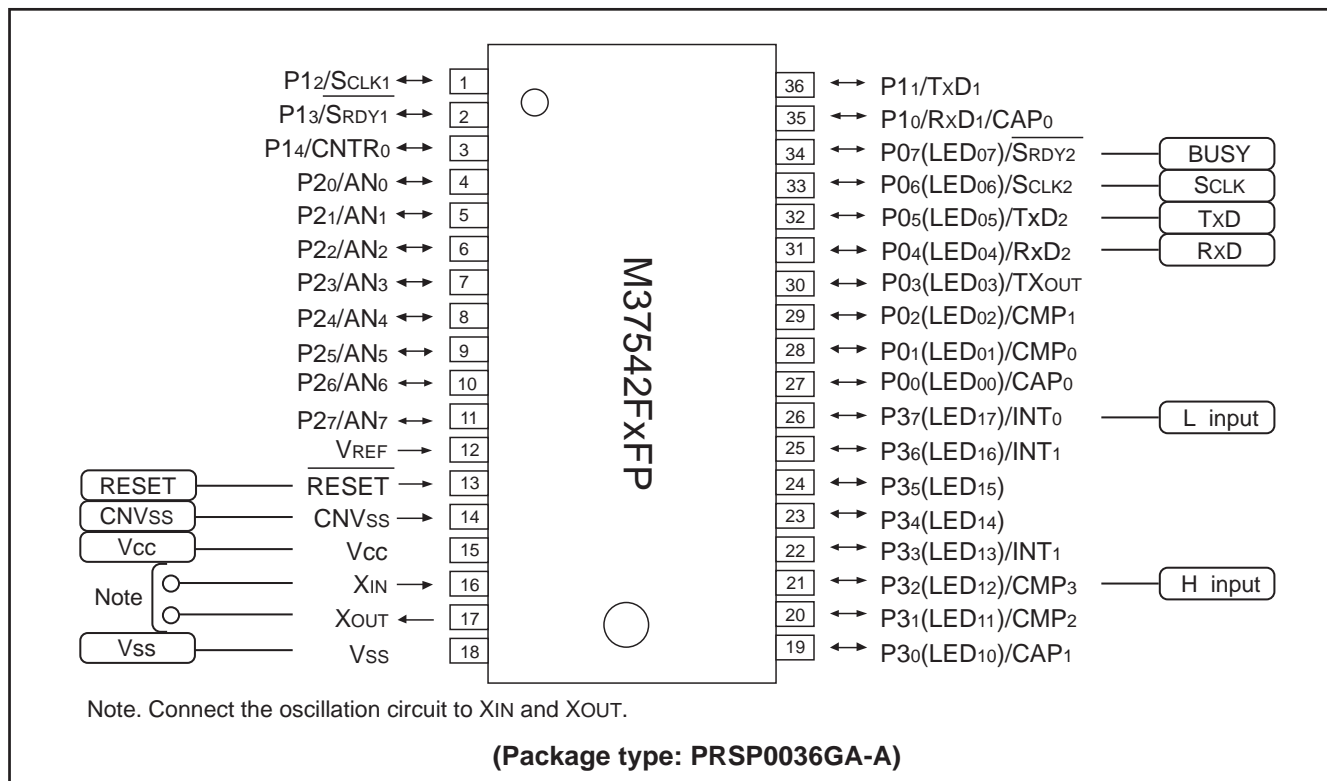 P12/SCLK1 1
P13/SRDY1 2
P14/CNTR0 3
P20/AN0 4
P21/AN1 5
P22/AN2 6
P23/AN3 7
P24/AN4 8
P25/AN5 9
P26/AN6 10
P27/AN7 11
VREF 12
RESET RESET 13
CNVSS CNVSS 14
Vcc Vcc 15
Note
XIN 16
XOUT 17
Vss Vss 18
M37542FxFP
36 P11/TxD1
35 P10/RxD1/CAP0
34 P07(LED07)/SRDY2 BUSY
33 P06(LED06)/SCLK2 SCLK
32 P05(LED05)/TxD2 TxD
31 P04(LED04)/RxD2 RxD
30 P03(LED03)/TXOUT
29 P02(LED02)/CMP1
28 P01(LED01)/CMP0
27 P00(LED00)/CAP0
26 P37(LED17)/INT0 L input
25 P36(LED16)/INT1
24 P35(LED15)
23 P34(LED14)
22 P33(LED13)/INT1
21 P32(LED12)/CMP3 H input
20 P31(LED11)/CMP2
19 P30(LED10)/CAP1
Note. Connect the oscillation circuit to XIN and XOUT.
(Package type: PRSP0036GA-A)